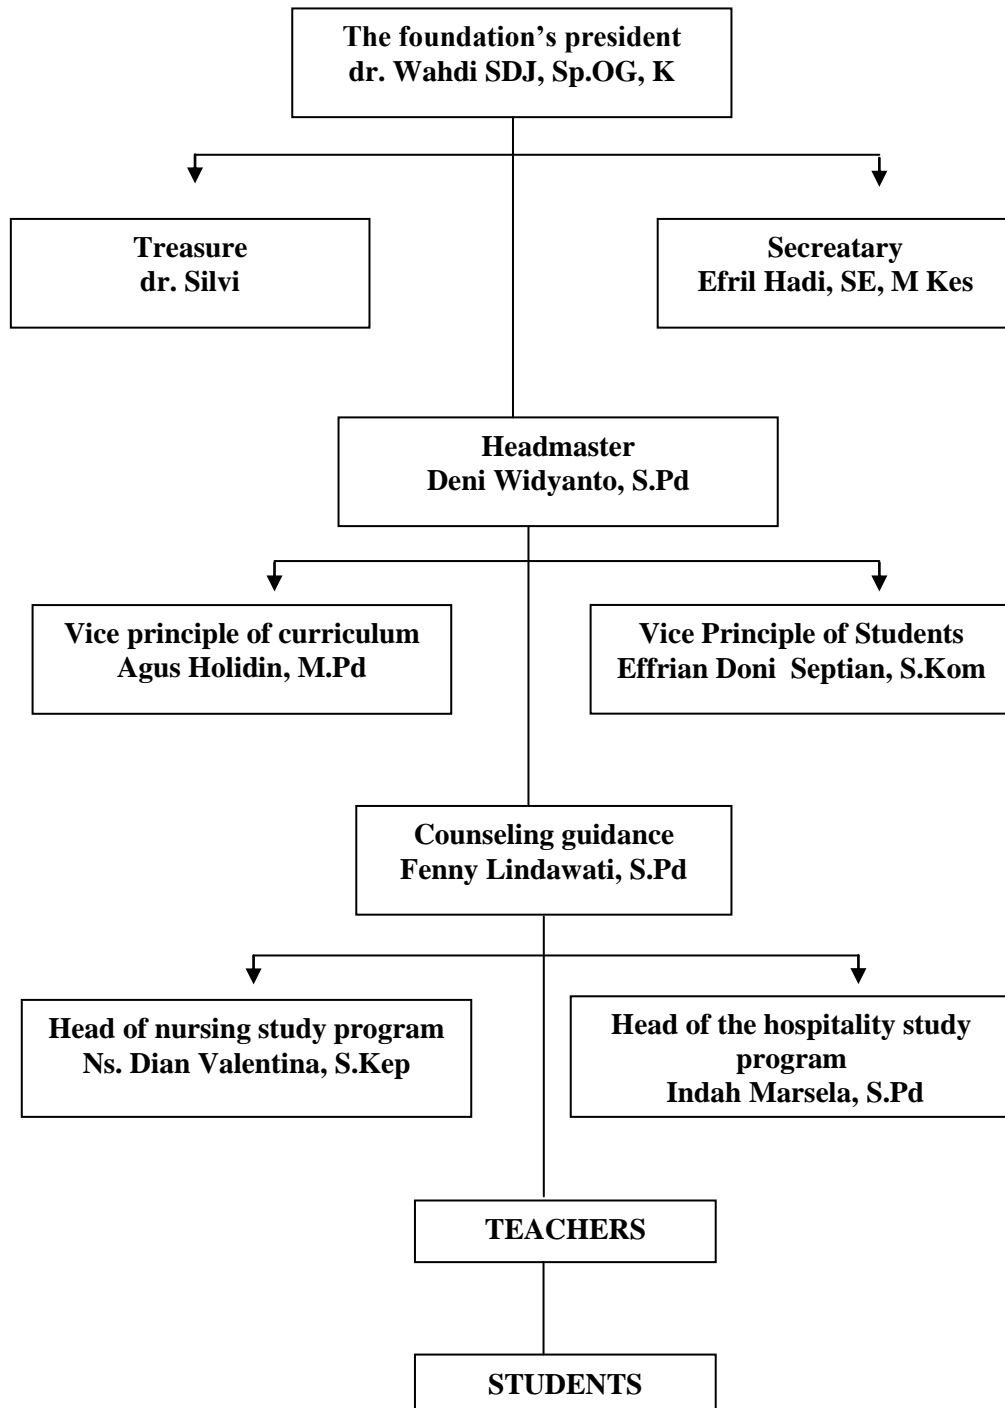 The foundation’s president
dr. Wahdi SDJ, Sp.OG, K
Treasure
dr. Silvi
Secreatary
Efril Hadi, SE, M Kes
Headmaster
Deni Widyanto, S.Pd
Vice principle of curriculum
Agus Holidin, M.Pd
Vice Principle of Students
Effrian Doni  Septian, S.Kom
Counseling guidance
Fenny Lindawati, S.Pd
Head of nursing study program
Ns. Dian Valentina, S.Kep
Head of the hospitality study
program
Indah Marsela, S.Pd
TEACHERS
STUDENTS